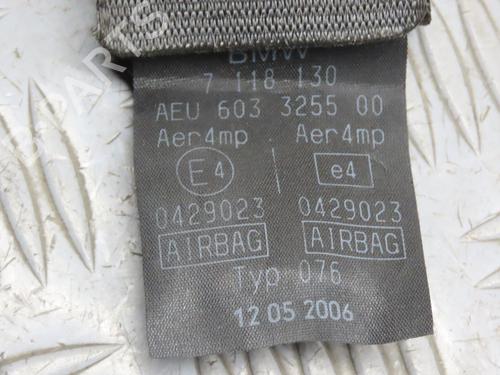 BMW
7 118 130
AEU 603 3255 00
Aer4mp Aer4mp
E4 e4
0429023 0429023
AIRBAG AIRBAG
Typ 076
12 05 2006
B-PARTS